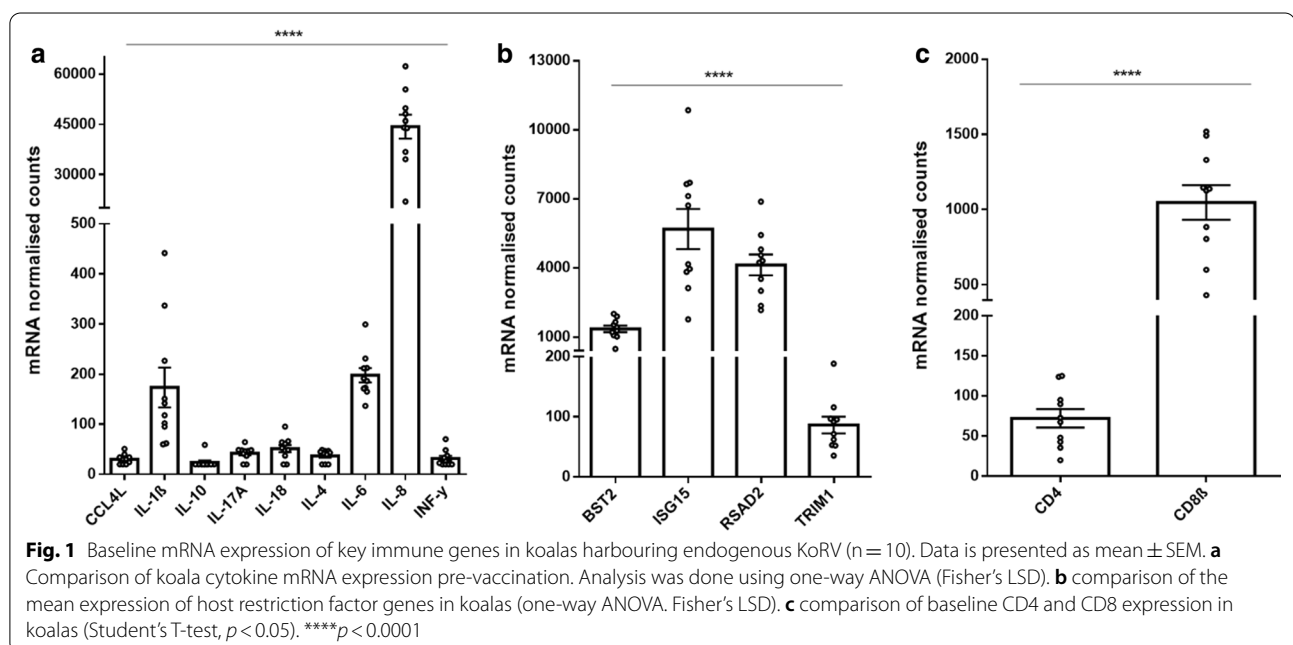 a
****
mRNA normalised counts
60000
45000
30000
500
400
300
200
100
0
CCL4L
IL-1ß
IL-10
IL-17A
IL-18
IL-4
IL-6
IL-8
INF-y
b
****
mRNA normalised counts
13000
10000
7000
4000
1000
200
100
0
BST2
ISG15
RSAD2
TRIM1
c
****
mRNA normalised counts
2000
1500
1000
500
200
150
100
50
0
CD4
CD8ß
Fig. 1 Baseline mRNA expression of key immune genes in koalas harbouring endogenous KoRV (n = 10). Data is presented as mean ± SEM. a
Comparison of koala cytokine mRNA expression pre-vaccination. Analysis was done using one-way ANOVA (Fisher's LSD). b comparison of the
mean expression of host restriction factor genes in koalas (one-way ANOVA. Fisher's LSD). c comparison of baseline CD4 and CD8 expression in
koalas (Student's T-test, p < 0.05). ****p < 0.0001